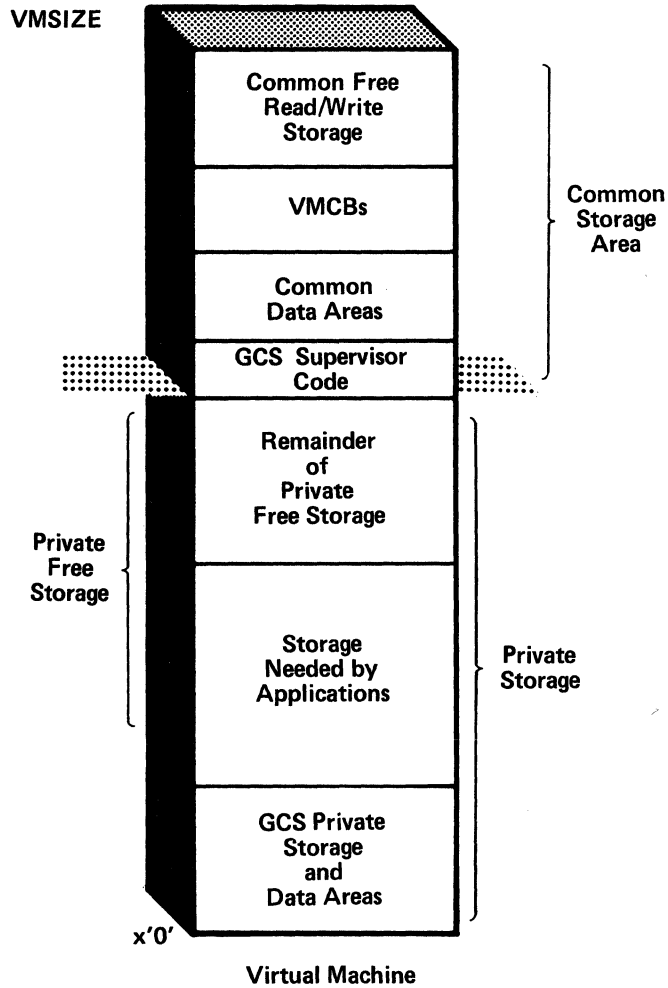 VMSIZE
Common Free
Read/Write
Storage
VMCBs
Common
Storage
Area
Common
Data Areas
GCS Supervisor
Code
Remainder
of
Private
Free Storage
Private
Free
Storage
Storage
Needed by
Applications
Private
Storage
GCS Private
Storage
and
Data Areas
x'0'
Virtual Machine